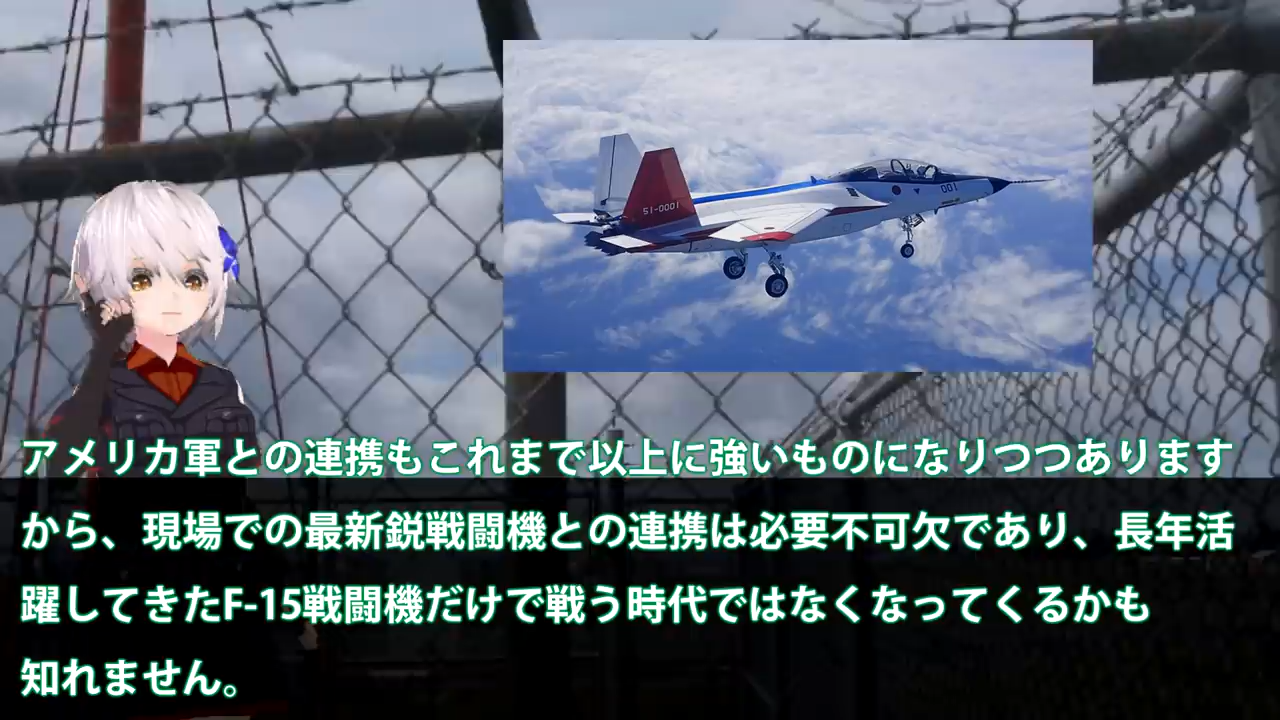 51-0001
001
アメリカ軍との連携もこれまで以上に強いものになりつつあります
から、現場での最新鋭戦闘機との連携は必要不可欠であり、長年活
躍してきたF-15戦闘機だけで戦う時代ではなくなってくるかも
知れません。